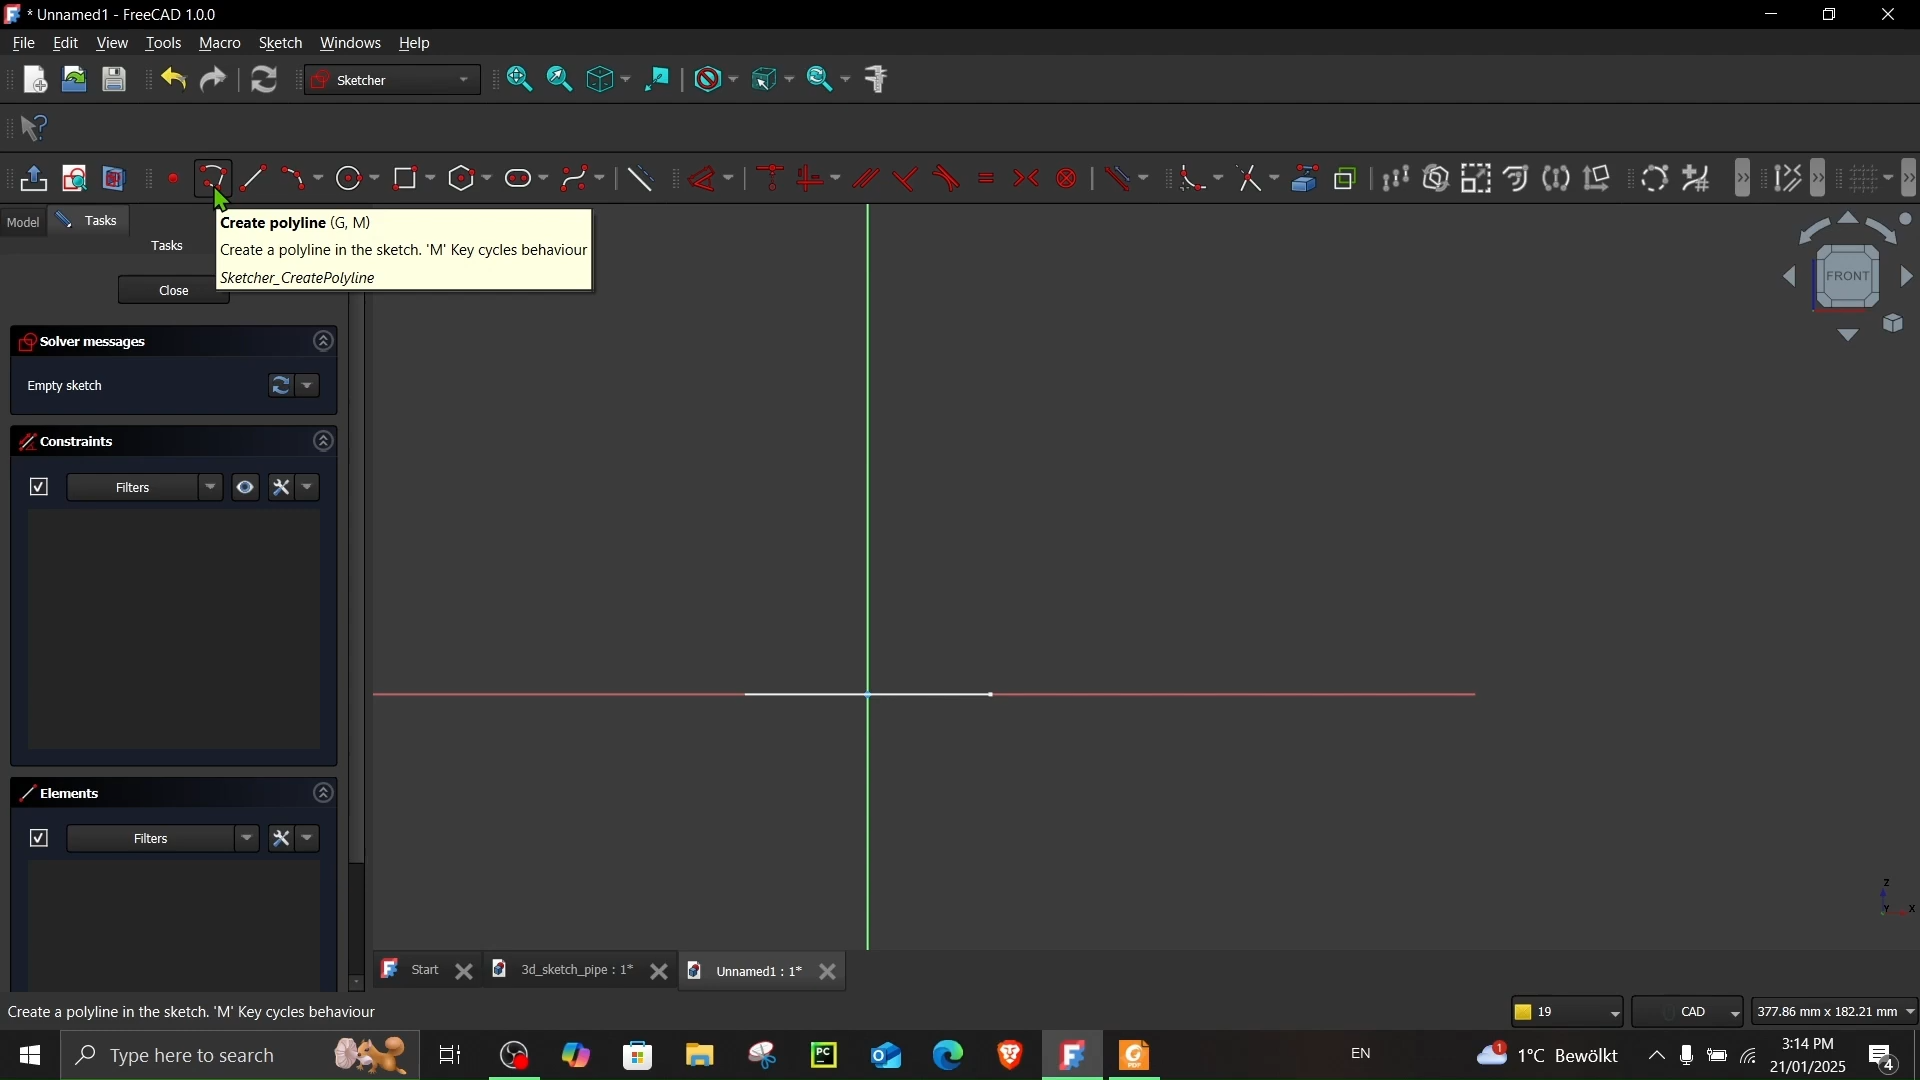 * Unnamed1 - FreeCAD 1.0.0
File Edit View Tools Macro Sketch Windows Help
Sketcher
Model Tasks
Tasks
Create polyline (G, M)
Create a polyline in the sketch. 'M' Key cycles behaviour
Sketcher_CreatePolyline
Close
FRONT
Solver messages
Empty sketch
Constraints
Filters
Elements
Filters
Z
Y X
Start 3d_sketch_pipe : 1* Unnamed1 : 1*
Create a polyline in the sketch. 'M' Key cycles behaviour
19 CAD 377.86 mm x 182.21 mm
Type here to search
PC
EN
1
1°C Bewölkt
3:14 PM
21/01/2025
4